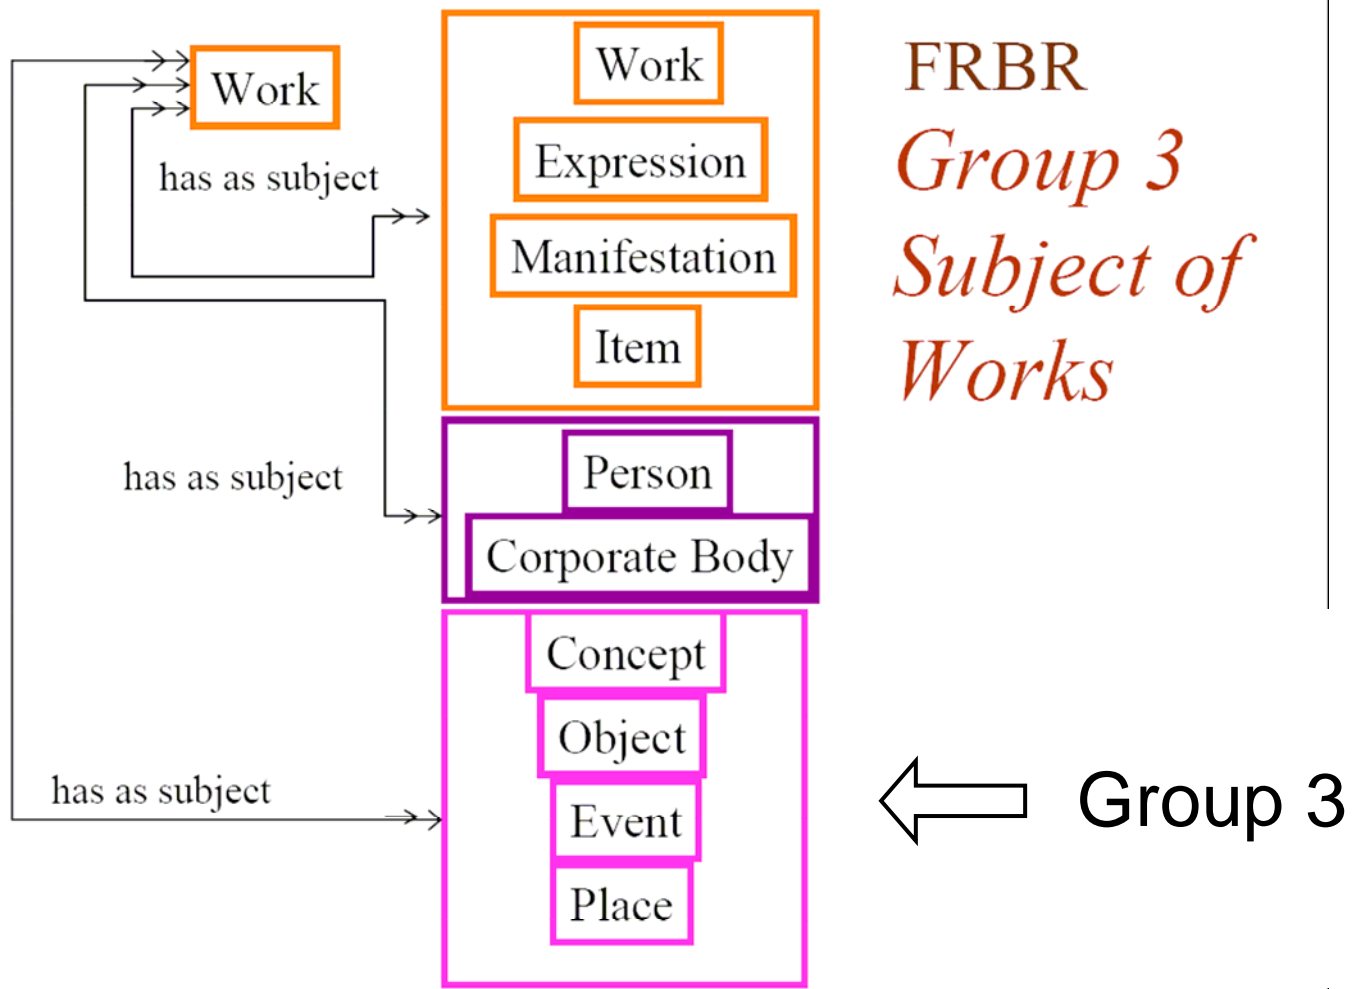 Work
has as subject
has as subject
has as subject
Work
Expression
Manifestation
Item
Person
Corporate Body
Concept
Object
Event
Place
FRBR
Group 3
Subject of
Works
Group 3